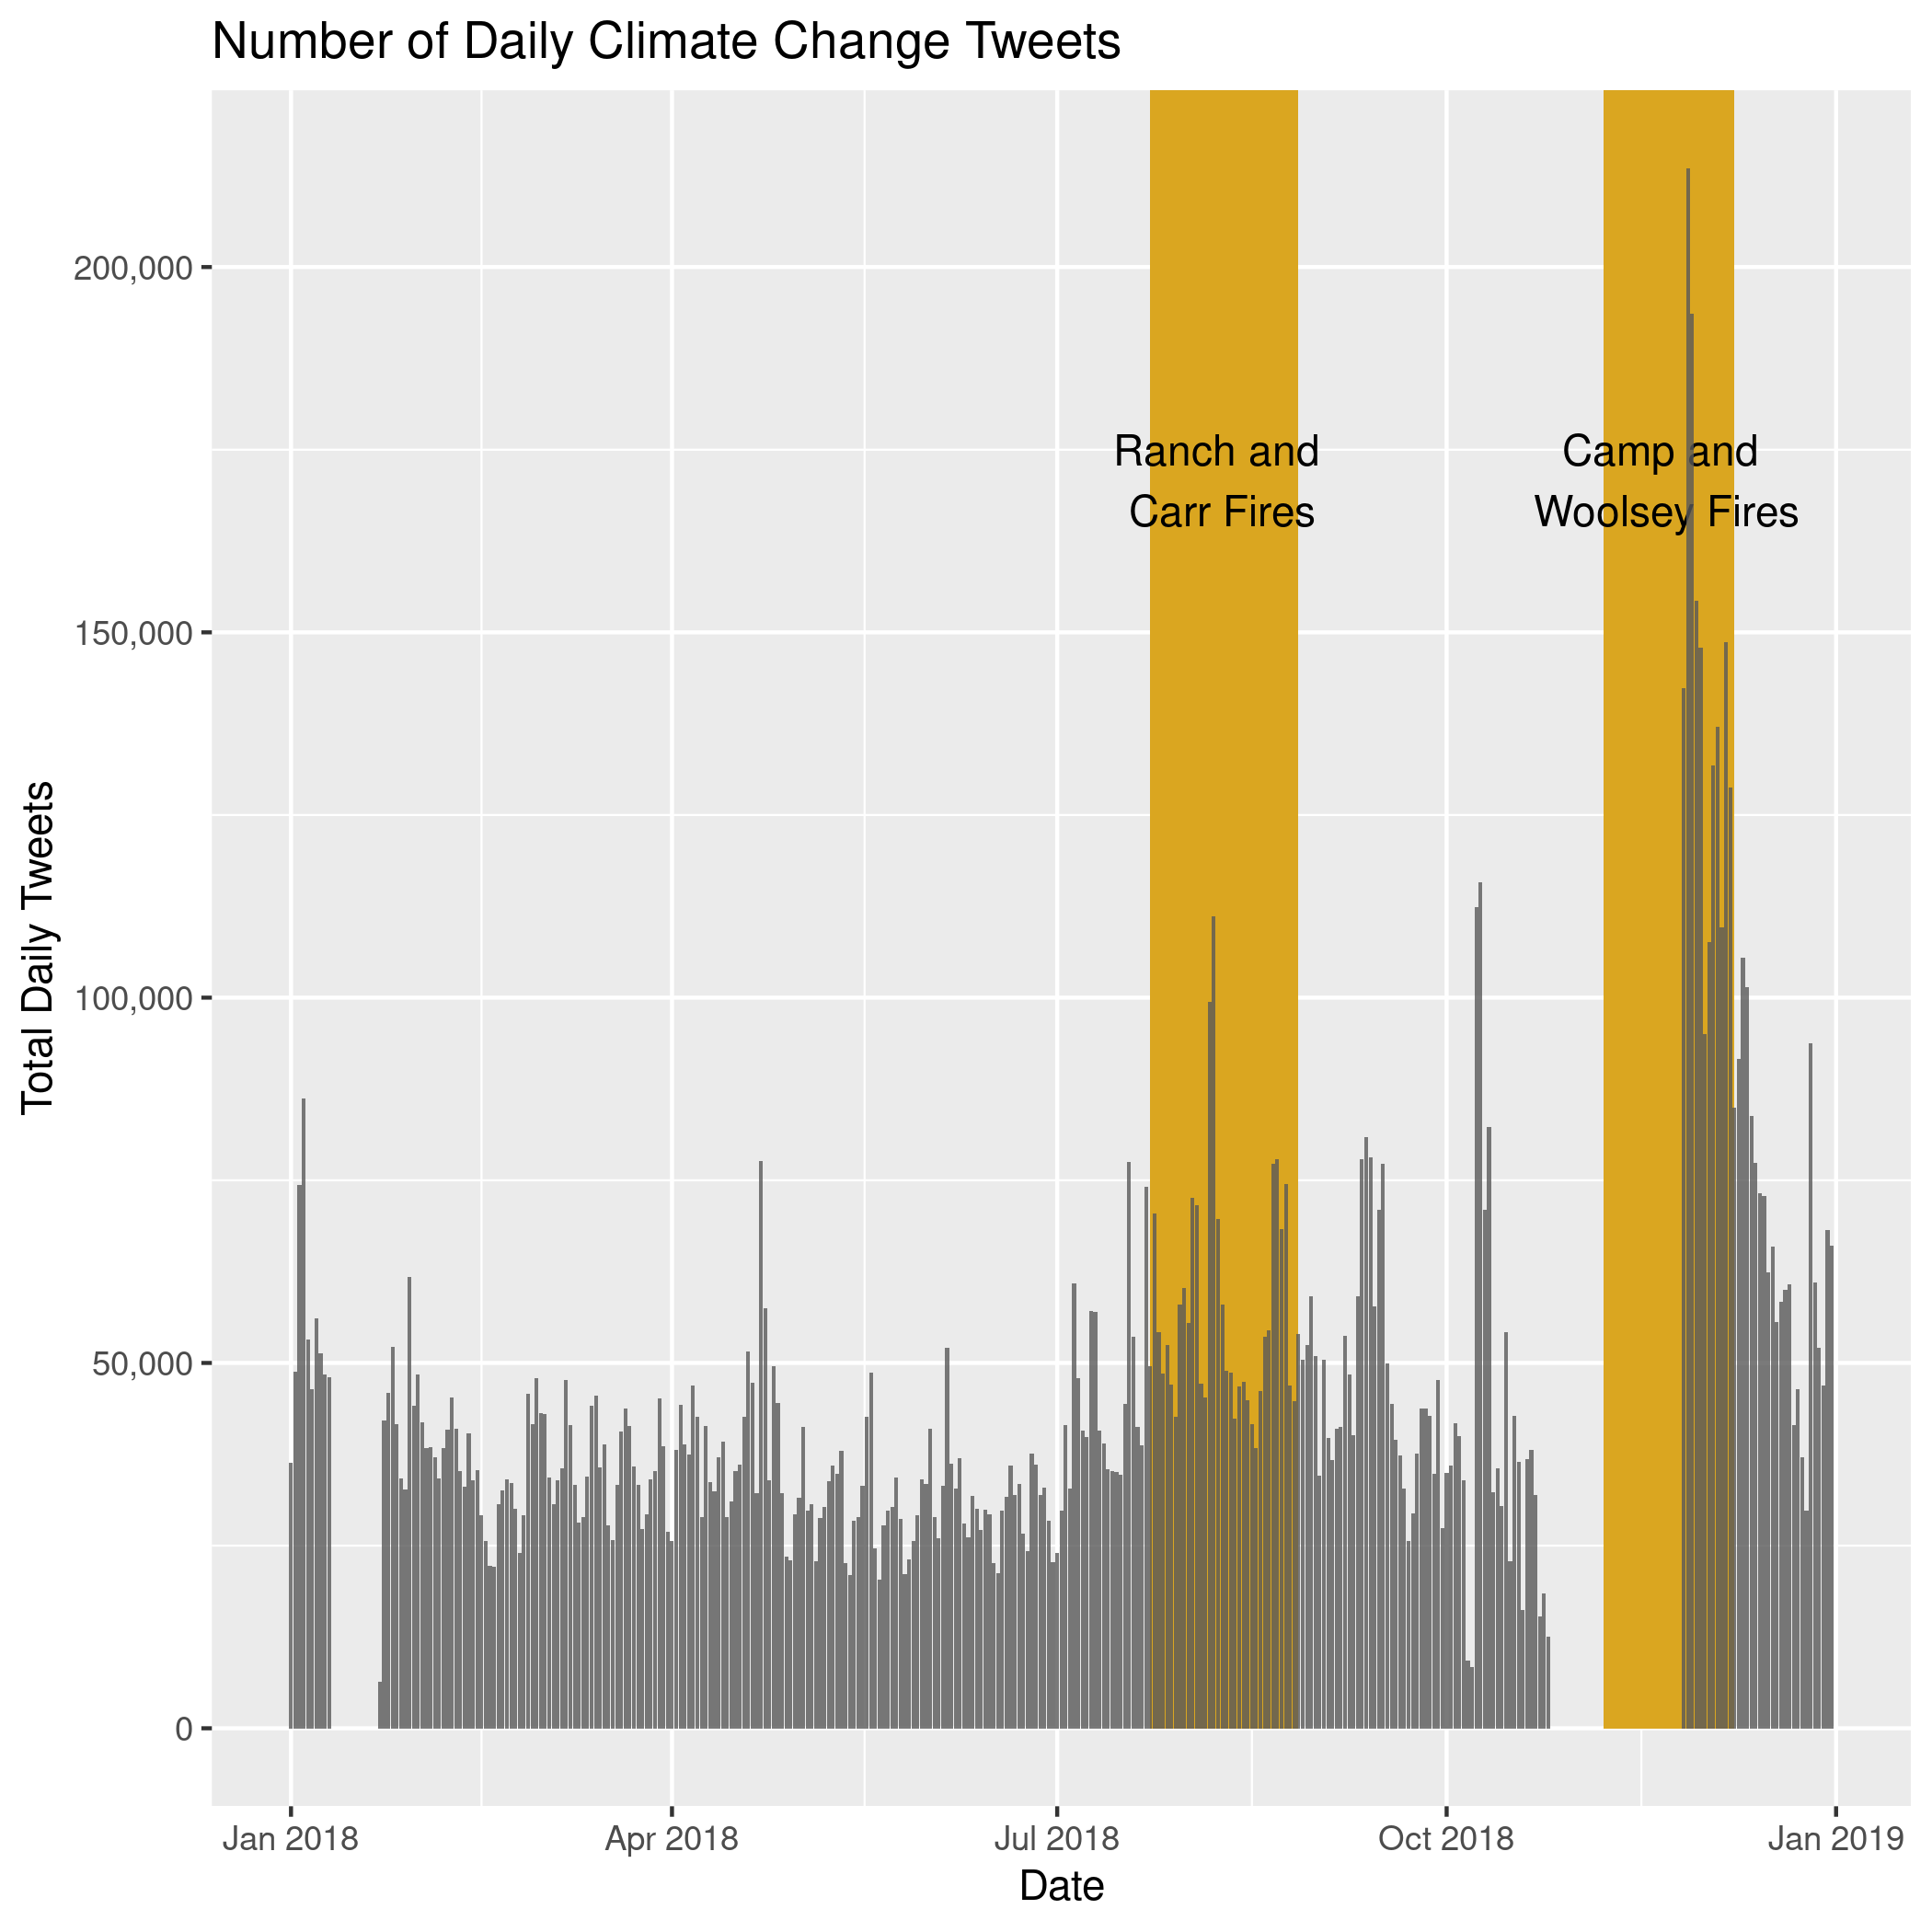 Number of Daily Climate Change Tweets
Total Daily Tweets
200,000
150,000
100,000
50,000
0
Ranch and
Carr Fires
Camp and
Woolsey Fires
Jan 2018
Apr 2018
Jul 2018
Oct 2018
Jan 2019
Date